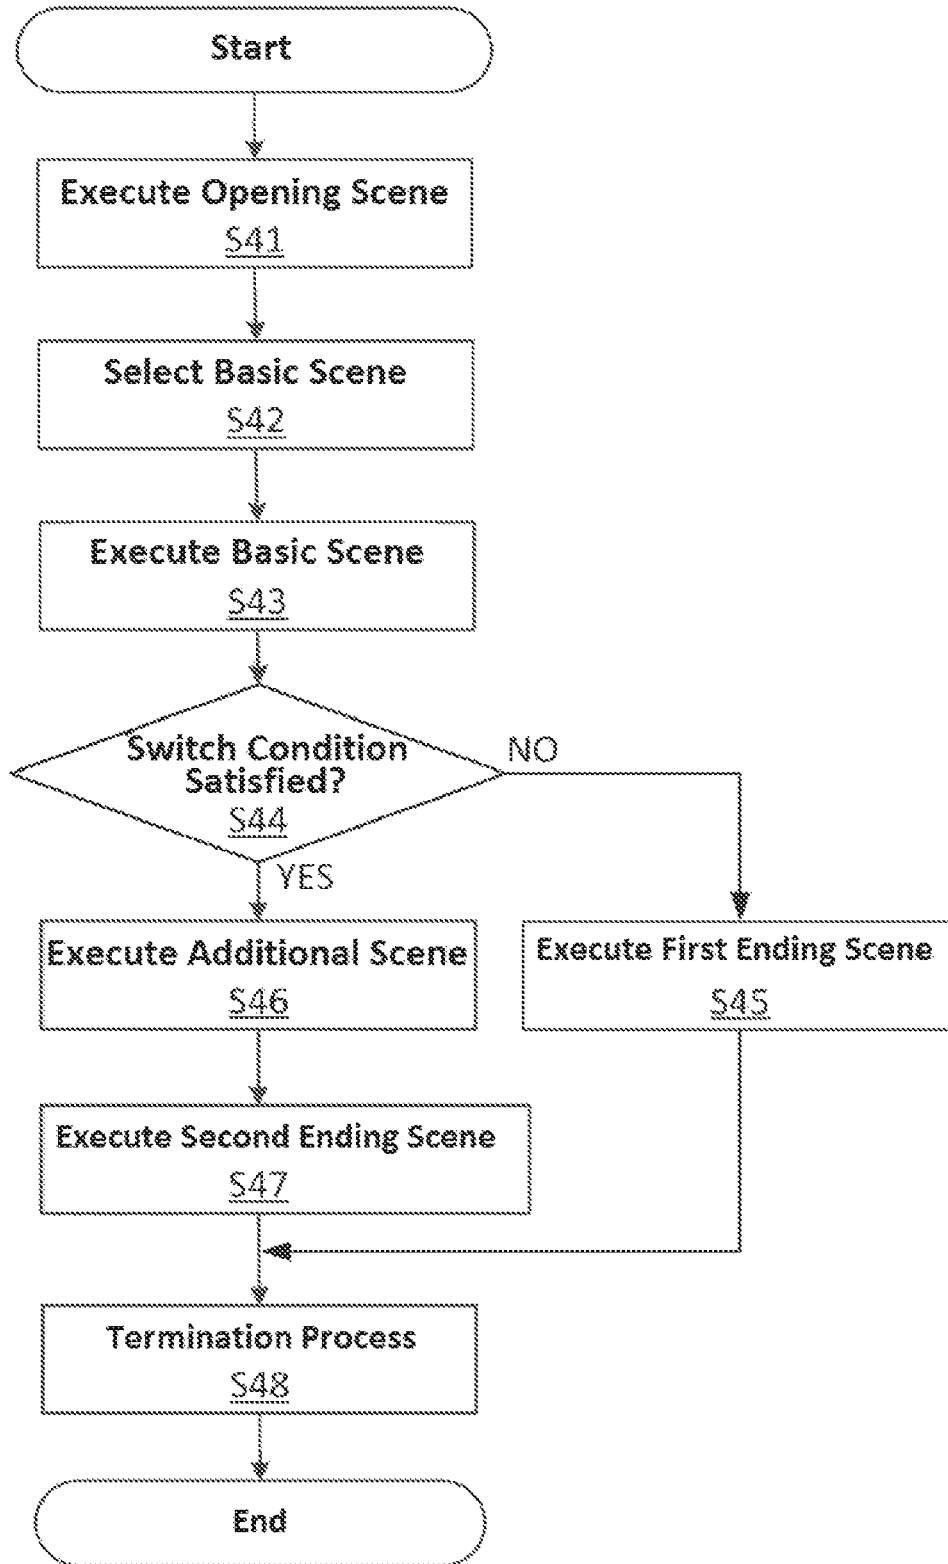 Start
Execute Opening Scene
S41
Select Basic Scene
S42
Execute Basic Scene
S43
Switch Condition
Satisfied?
S44
NO
YES
Execute Additional Scene
S46
Execute First Ending Scene
S45
Execute Second Ending Scene
S47
Termination Process
S48
End